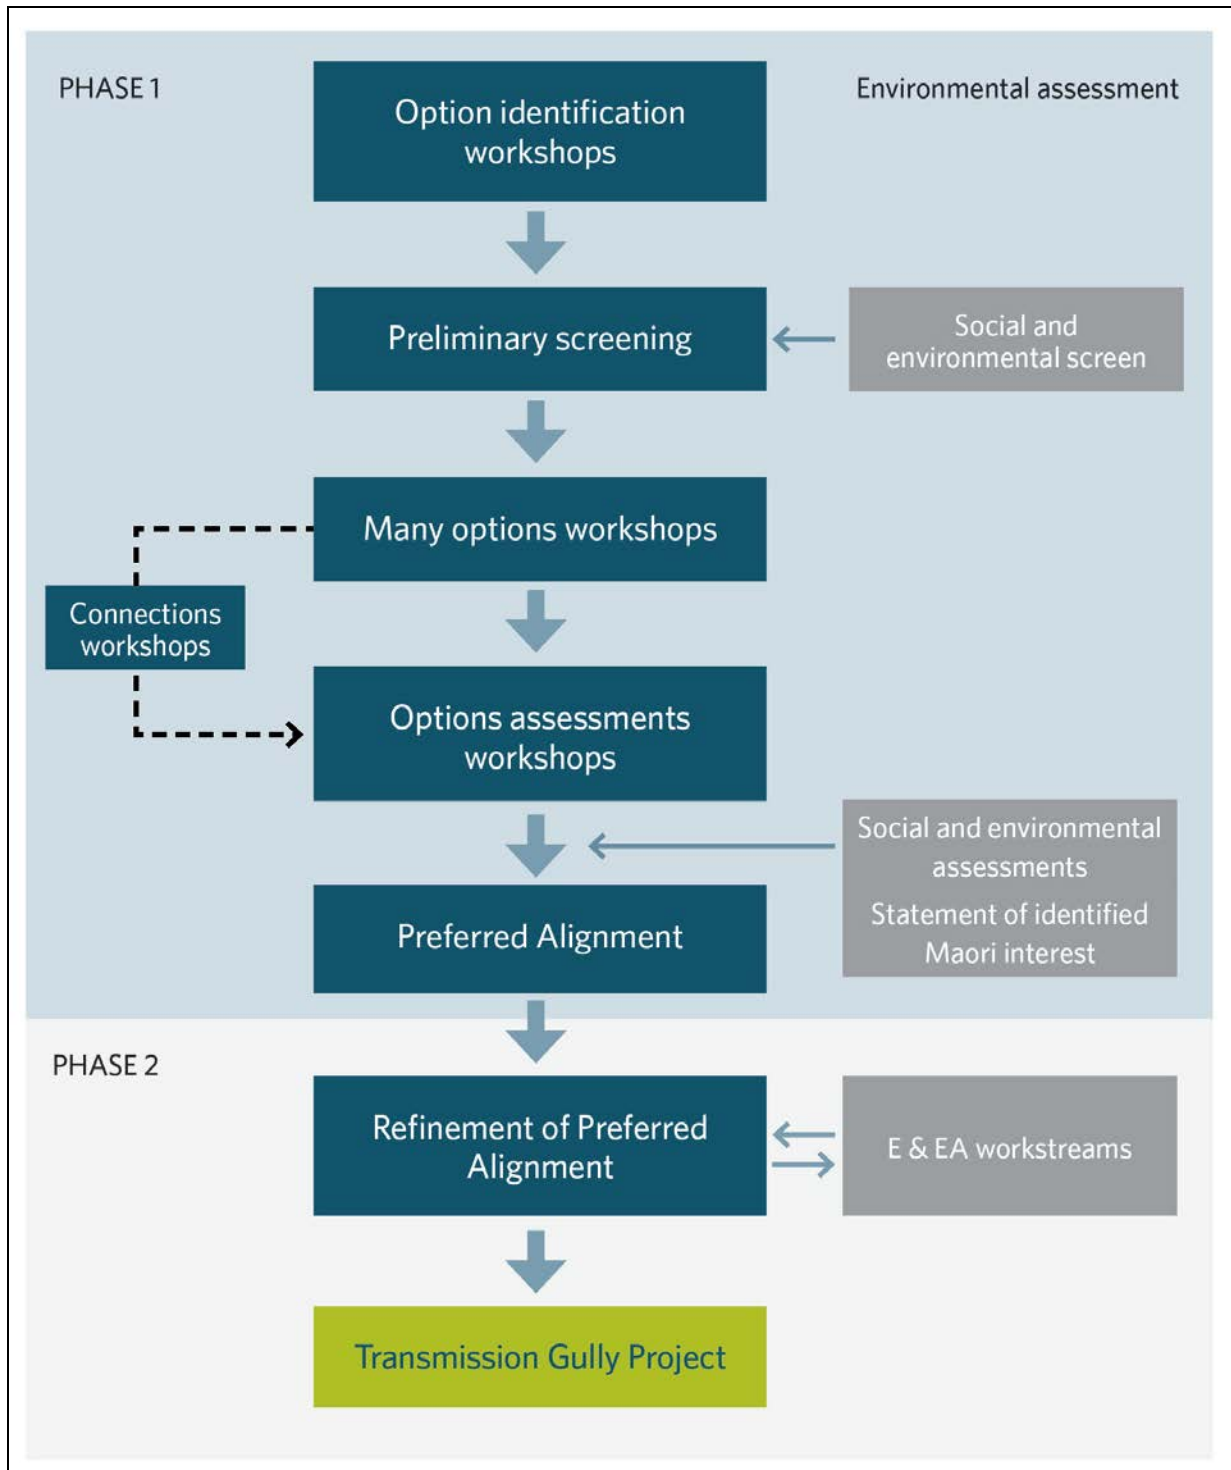 PHASE 1
Environmental assessment
Option identification
workshops
Preliminary screening
Social and
environmental screen
Many options workshops
Connections
workshops
Options assessments
workshops
Social and environmental
assessments
Statement of identified
Maori interest
Preferred Alignment
PHASE 2
Refinement of Preferred
Alignment
E & EA workstreams
Transmission Gully Project